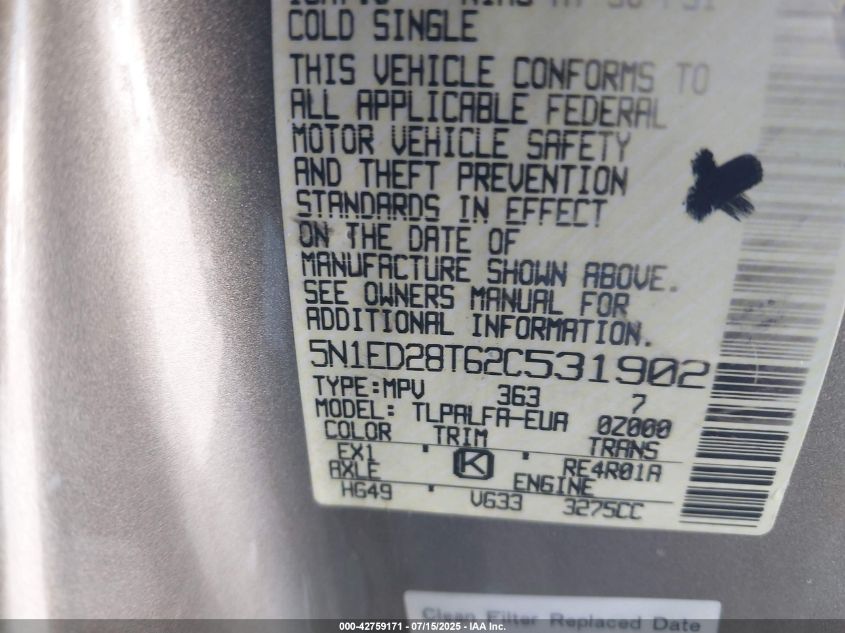 COLD SINGLE
THIS VEHICLE CONFORMS TO
ALL APPLICABLE FEDERAL
MOTOR VEHICLE SAFETY
AND THEFT PREVENTION
STANDARDS IN EFFECT
ON THE DATE OF
MANUFACTURE SHOWN ABOVE.
SEE OWNERS MANUAL FOR
ADDITIONAL INFORMATION.
5N1ED28T62C531902
TYPE:MPV 363 7
MODEL: TLPALFA-EUA 0Z000
COLOR TRIM TRANS
EX1 K RE4R01A
AXLE ENGINE
HG49 VG33 3275CC
Clean Filter Replaced Date
000-42759171 - 07/15/2025 - IAA Inc.